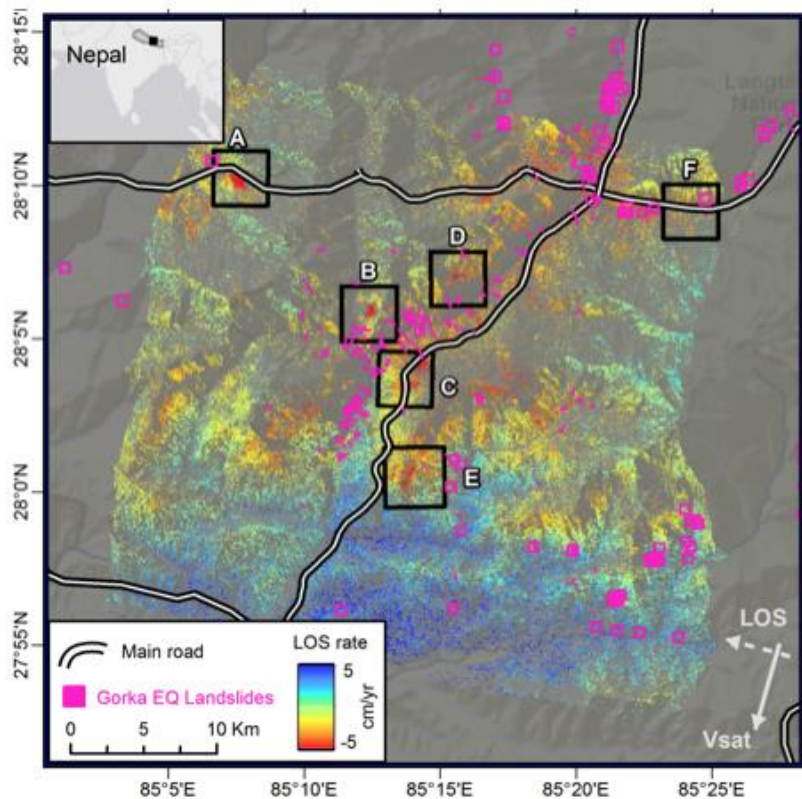 28°15'
28°10'N
28°5'N
28°0'N
27°55'N
Nepal
A
B
D
F
C
E
Main road
LOS rate
Gorka EQ Landslides
5
-5
cm/yr
0 5 10 Km
LOS
Vsat
85°5'E 85°10'E 85°15'E 85°20'E 85°25'E